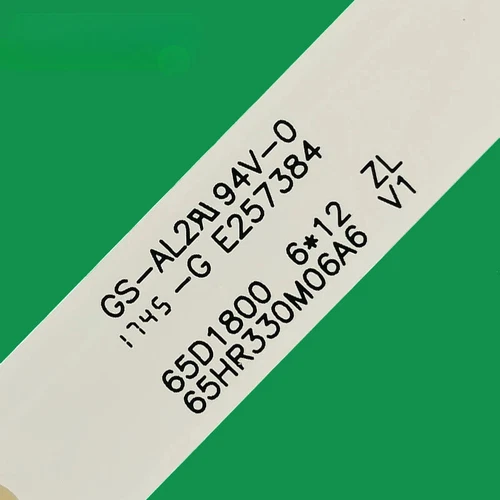 GS-AL2 94V-0
1745 -G E257384
65D1800 6*12 ZL
65HR330M06A6 V1